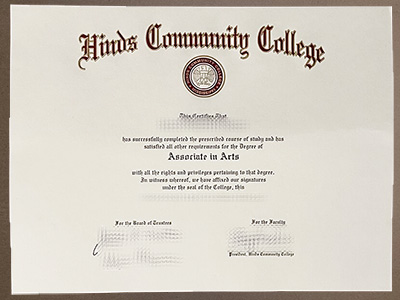 Hinds Community College
This Certifies That
has successfully completed the prescribed course of study and has
satisfied all other requirements for the Degree of
Associate in Arts
with all the rights and privileges pertaining to that degree.
In witness whereof, we have affixed our signatures
under the seal of the College, this
For the Board of Trustees
For the Faculty
President, Hinds Community College